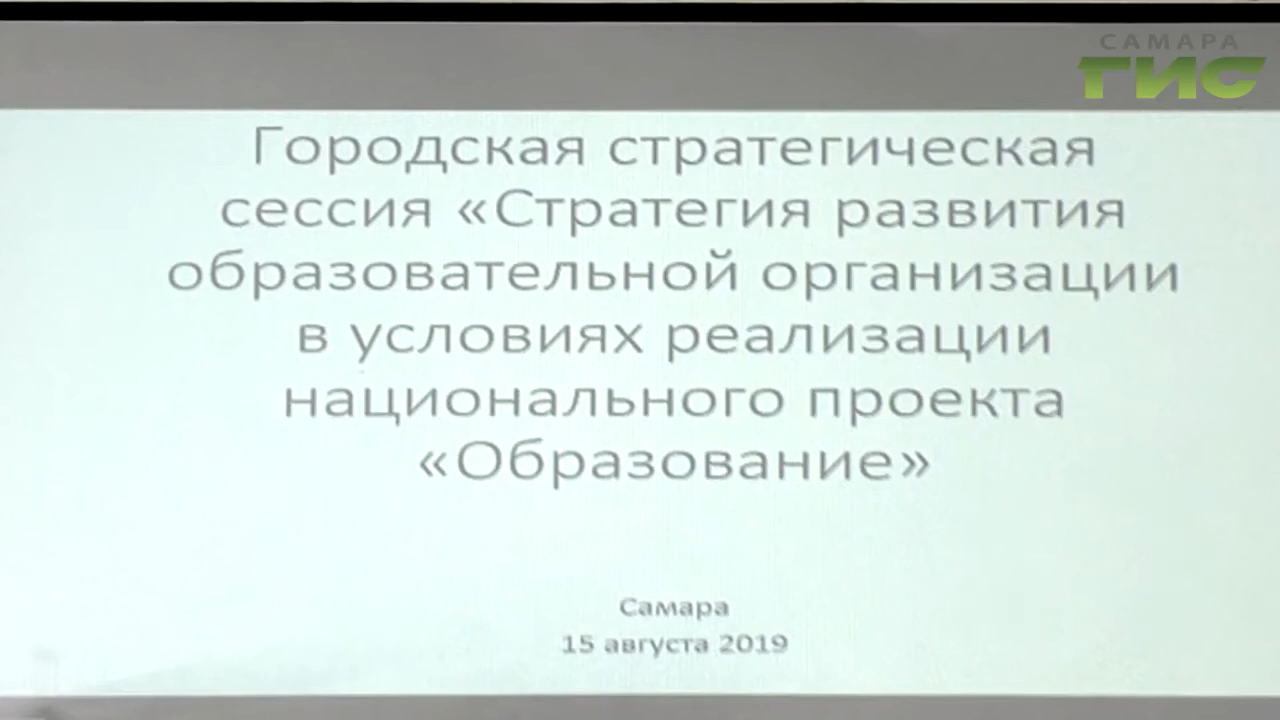 САМАРА
ГИС
Городская стратегическая
сессия «Стратегия развития
образовательной организации
в условиях реализации
национального проекта
«Образование»
Самара
15 августа 2019